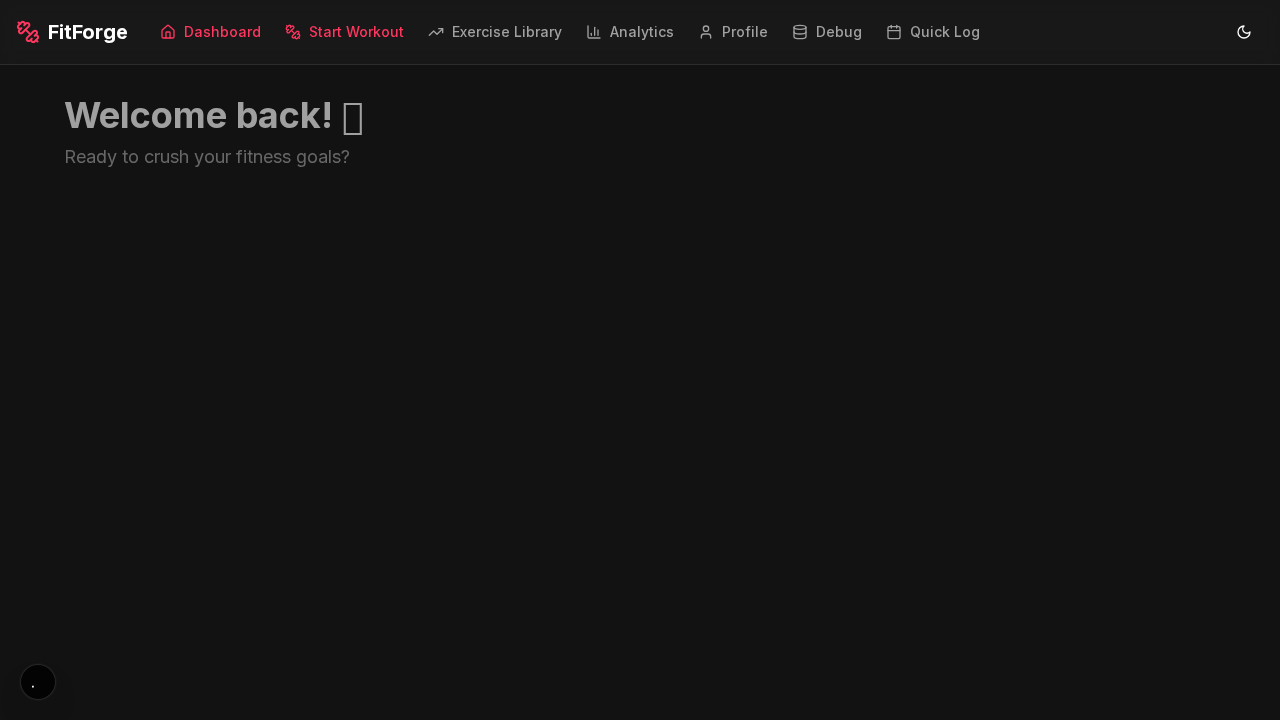 FitForge
Dashboard
Start Workout
Exercise Library
Analytics
Profile
Debug
Quick Log
Welcome back!
Ready to crush your fitness goals?